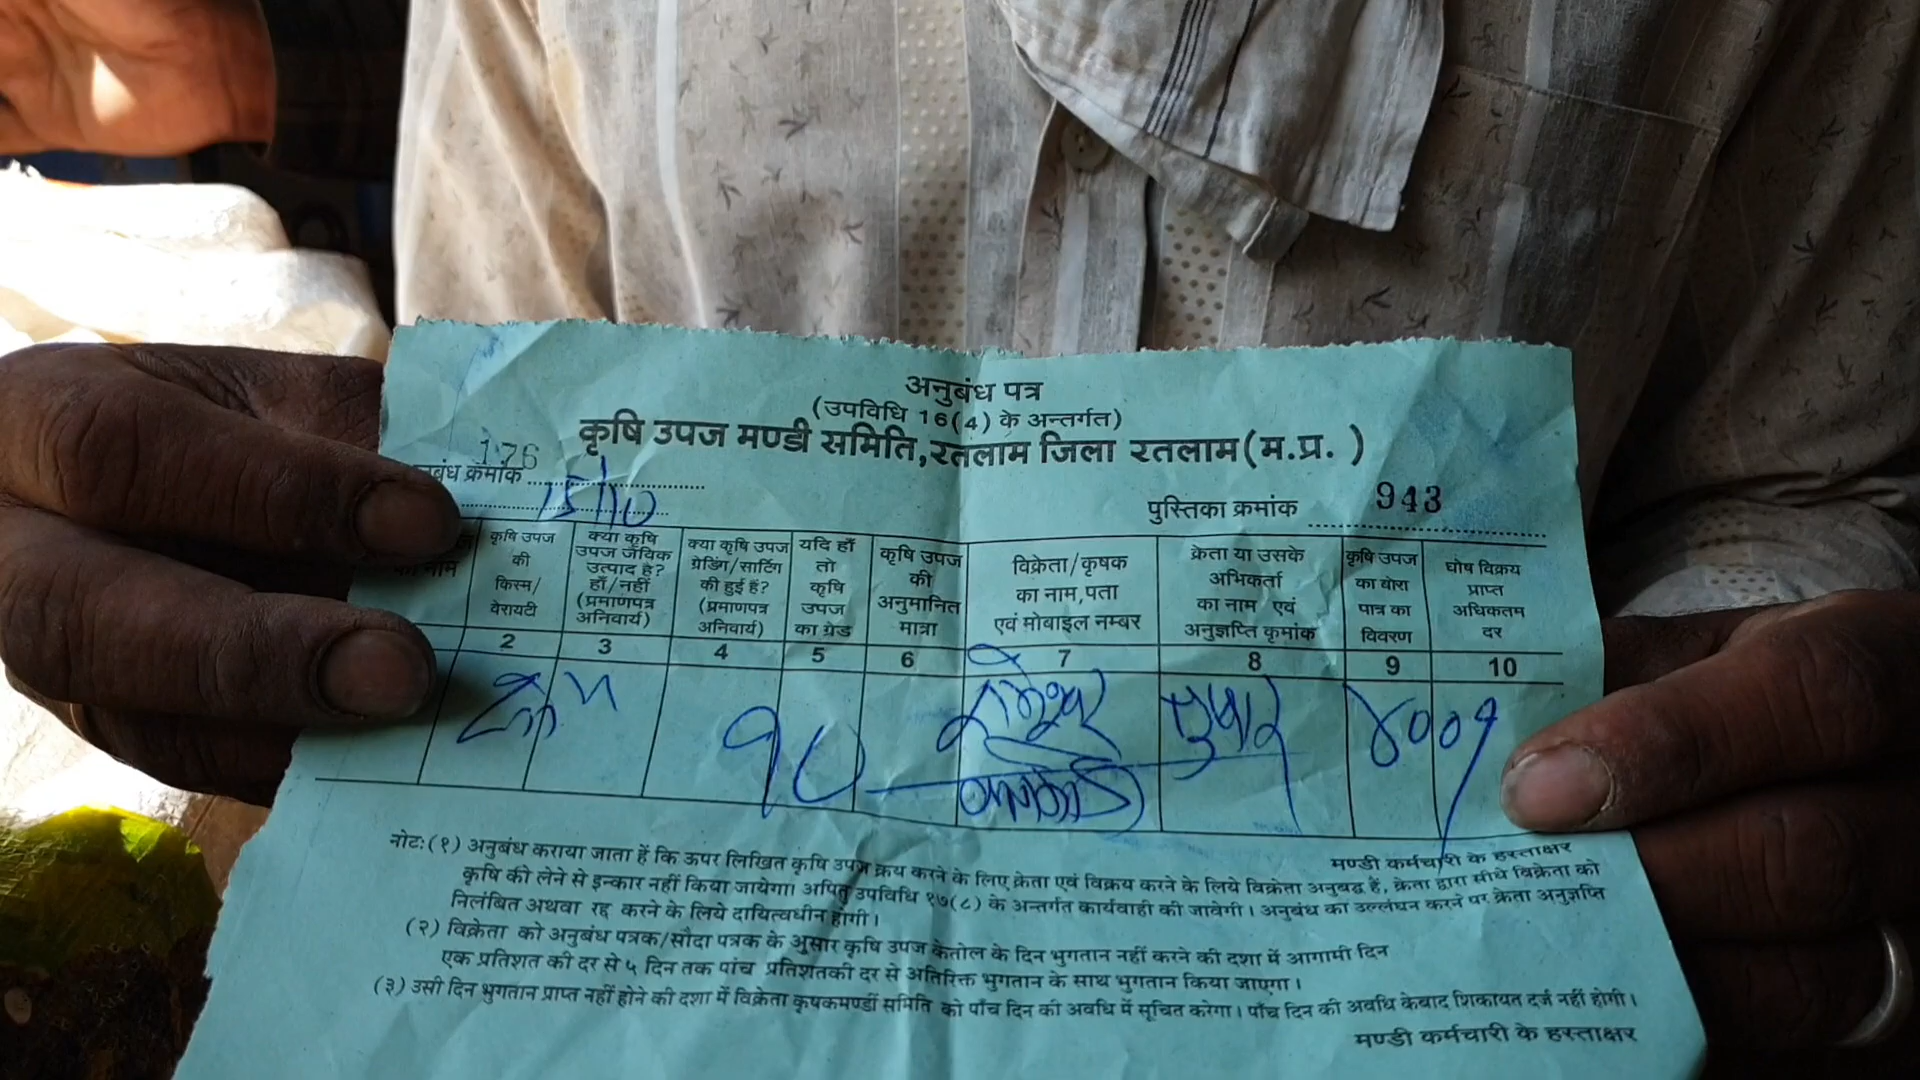 अनुबंध पत्र
(उपविधि 16(4) के अन्तर्गत)
कृषि उपज मण्डी समिति,रतलाम जिला रतलाम(म.प्र. )
176
क्रमांक
15/10
पुस्तिका क्रमांक 943
नाम
कृषि उपज
की
किस्म/
वेरायटी
क्या कृषि
उपज जैविक
उत्पाद है?
हाँ/नहीं
(प्रमाणपत्र
अनिवार्य)
क्या कृषि उपज
ग्रेडिंग/सार्टिग
की हुई है?
(प्रमाणपत्र
अनिवार्य)
यदि हाँ
तो
कृषि
उपज
का ग्रेड
कृषि उपज
की
अनुमानित
मात्रा
विक्रेता/कृषक
का नाम,पता
एवं मोबाइल नम्बर
क्रेता या उसके
अभिकर्ता
का नाम एवं
अनुज्ञप्ति कृमांक
कृषि उपज
का बोरा
पात्र का
विवरण
घोष विक्रय
प्राप्त
अधिकतम
दर
2 3 4 5 6 7 8 9 10
रामेश्वर ४००१
मण्डी कर्मचारी के हस्ताक्षर
नोट: (१) अनुबंध कराया जाता हैं कि ऊपर लिखित कृषि उपज क्रय करने के लिए क्रेता एवं विक्रय करने के लिये विक्रेता अनुबद्ध हैं, क्रेता द्वारा सीधे विक्रेता को
कृषि की लेने से इन्कार नहीं किया जायेगा। अपितु उपविधि १७(८) के अन्तर्गत कार्यवाही की जावेगी। अनुबंध का उल्लंघन करने पर क्रेता अनुज्ञप्ति
निलंबित अथवा रद्द करने के लिये दायित्वधीन होगी।
(२) विक्रेता को अनुबंध पत्रक/सौदा पत्रक के अुसार कृषि उपज केतोल के दिन भुगतान नहीं करने की दशा में आगामी दिन
एक प्रतिशत की दर से ५ दिन तक पांच प्रतिशतकी दर से अतिरिक्त भुगतान के साथ भुगतान किया जाएगा।
(३) उसी दिन भुगतान प्राप्त नहीं होने की दशा में विक्रेता कृषकमण्डीं समिति को पाँच दिन की अवधि में सूचित करेगा। पाँच दिन की अवधि केबाद शिकायत दर्ज नहीं होगी।
मण्डी कर्मचारी के हस्ताक्षर